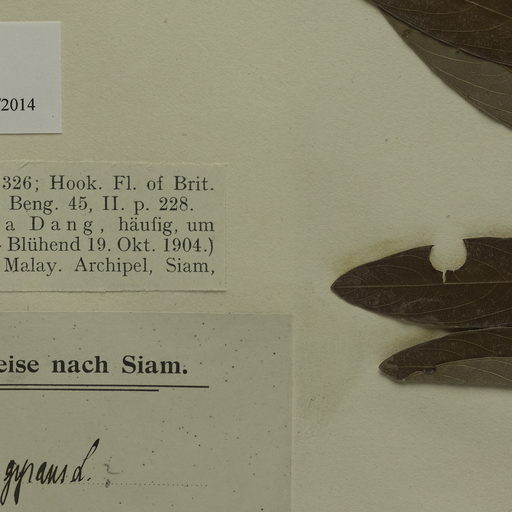 /2014
326; Hook. Fl. of Brit.
Beng. 45, II. p. 228.
a Dang, häufig, um
Blühend 19. Okt. 1904.)
Malay. Archipel, Siam,
eise nach Siam.
gyrans L. ?